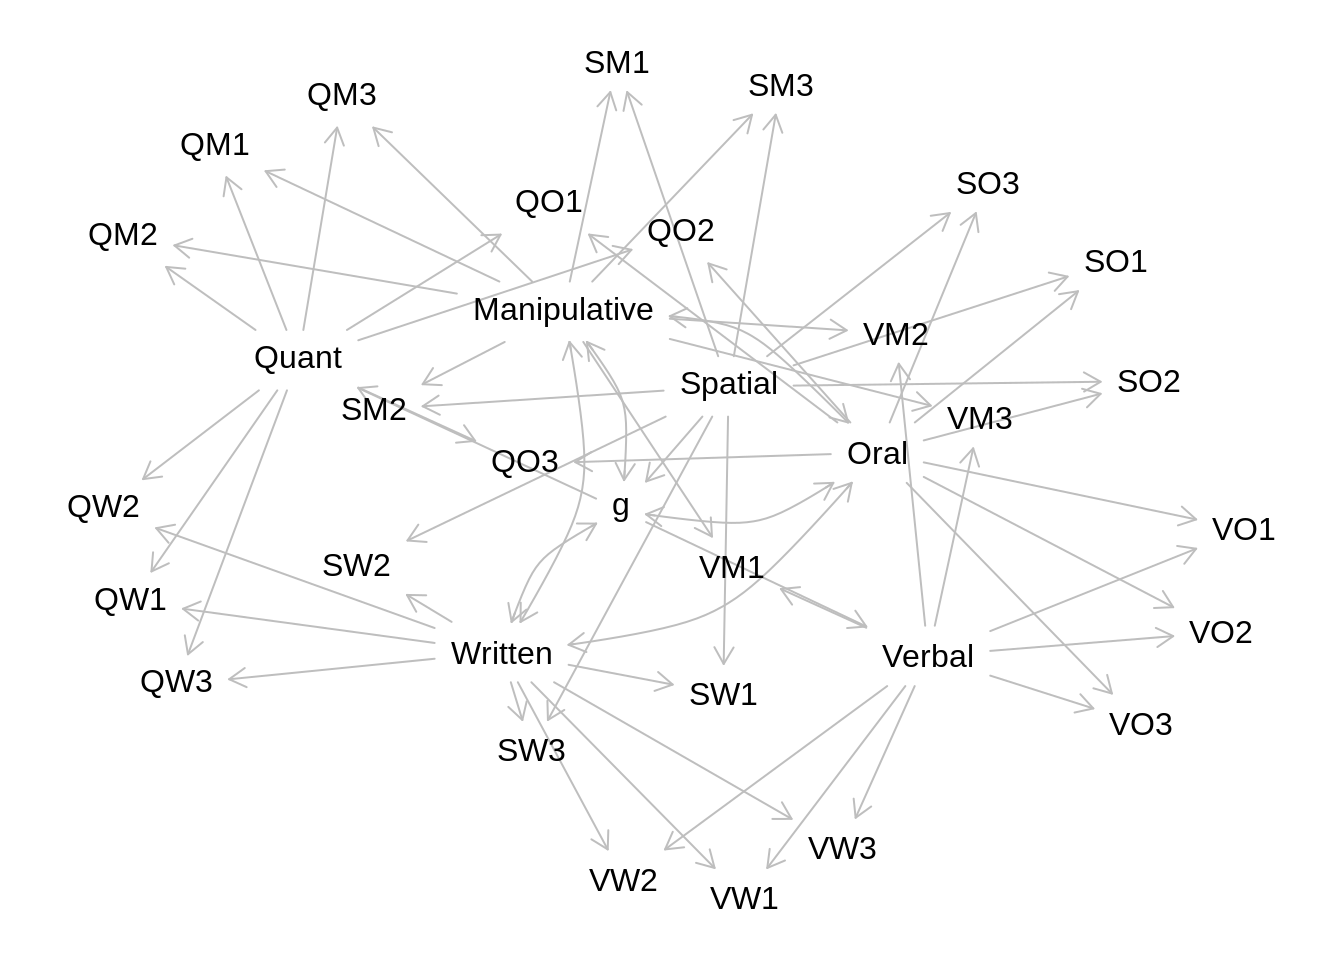 SM1
SM3
QM3
QM1
SO3
QO1
QO2
QM2
SO1
Manipulative
VM2
Quant
Spatial
SO2
SM2
VM3
Oral
QO3
g
QW2
VO1
SW2
VM1
QW1
VO2
Written
Verbal
QW3
SW1
VO3
SW3
VW3
VW2
VW1